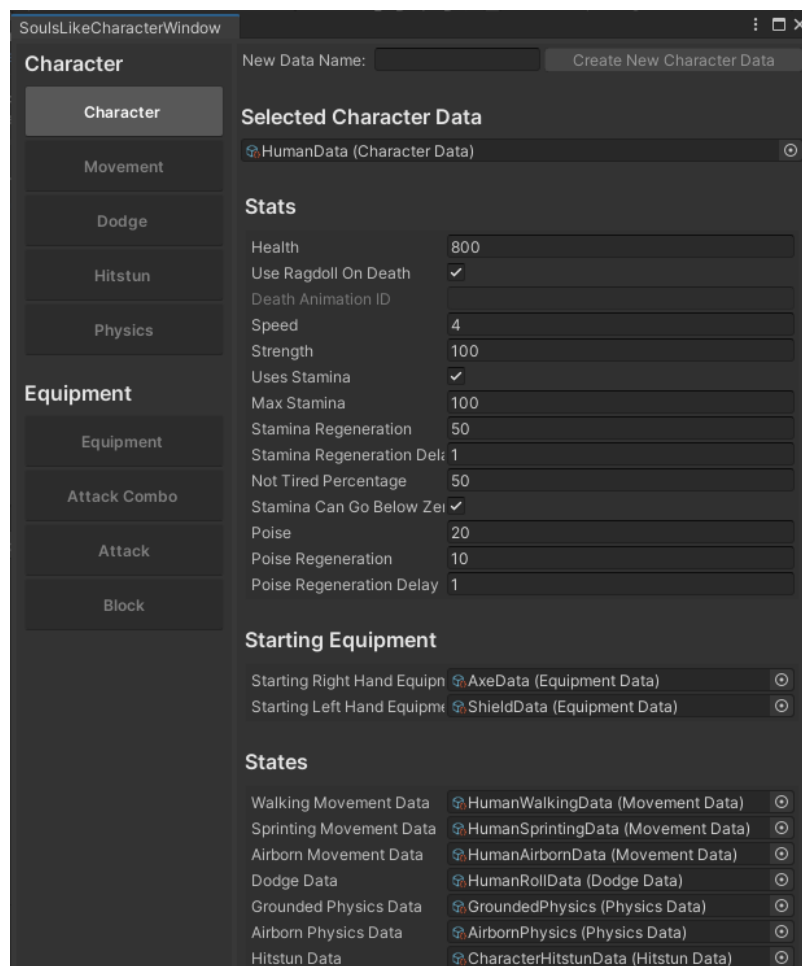 SoulsLikeCharacterWindow
Character
Character
Movement
Dodge
Hitstun
Physics
Equipment
Equipment
Attack Combo
Attack
Block
New Data Name:
Create New Character Data
Selected Character Data
HumanData (Character Data)
Stats
Health 800
Use Ragdoll On Death
Death Animation ID
Speed 4
Strength 100
Uses Stamina
Max Stamina 100
Stamina Regeneration 50
Stamina Regeneration Dela 1
Not Tired Percentage 50
Stamina Can Go Below Zer
Poise 20
Poise Regeneration 10
Poise Regeneration Delay 1
Starting Equipment
Starting Right Hand Equipm AxeData (Equipment Data)
Starting Left Hand Equipme ShieldData (Equipment Data)
States
Walking Movement Data HumanWalkingData (Movement Data)
Sprinting Movement Data HumanSprintingData (Movement Data)
Airborn Movement Data HumanAirbornData (Movement Data)
Dodge Data HumanRollData (Dodge Data)
Grounded Physics Data GroundedPhysics (Physics Data)
Airborn Physics Data AirbornPhysics (Physics Data)
Hitstun Data CharacterHitstunData (Hitstun Data)